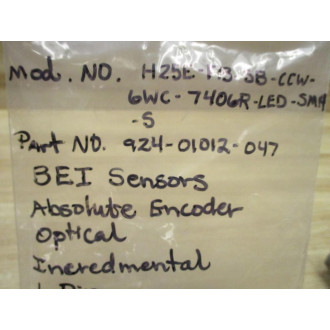 Mod. NO. H25E-F43-SB-CCW-
6WC-7406R-LED-SMA
-S
Part NO. 924-01012-047
BEI Sensors
Absolute Encoder
Optical
Incredmental